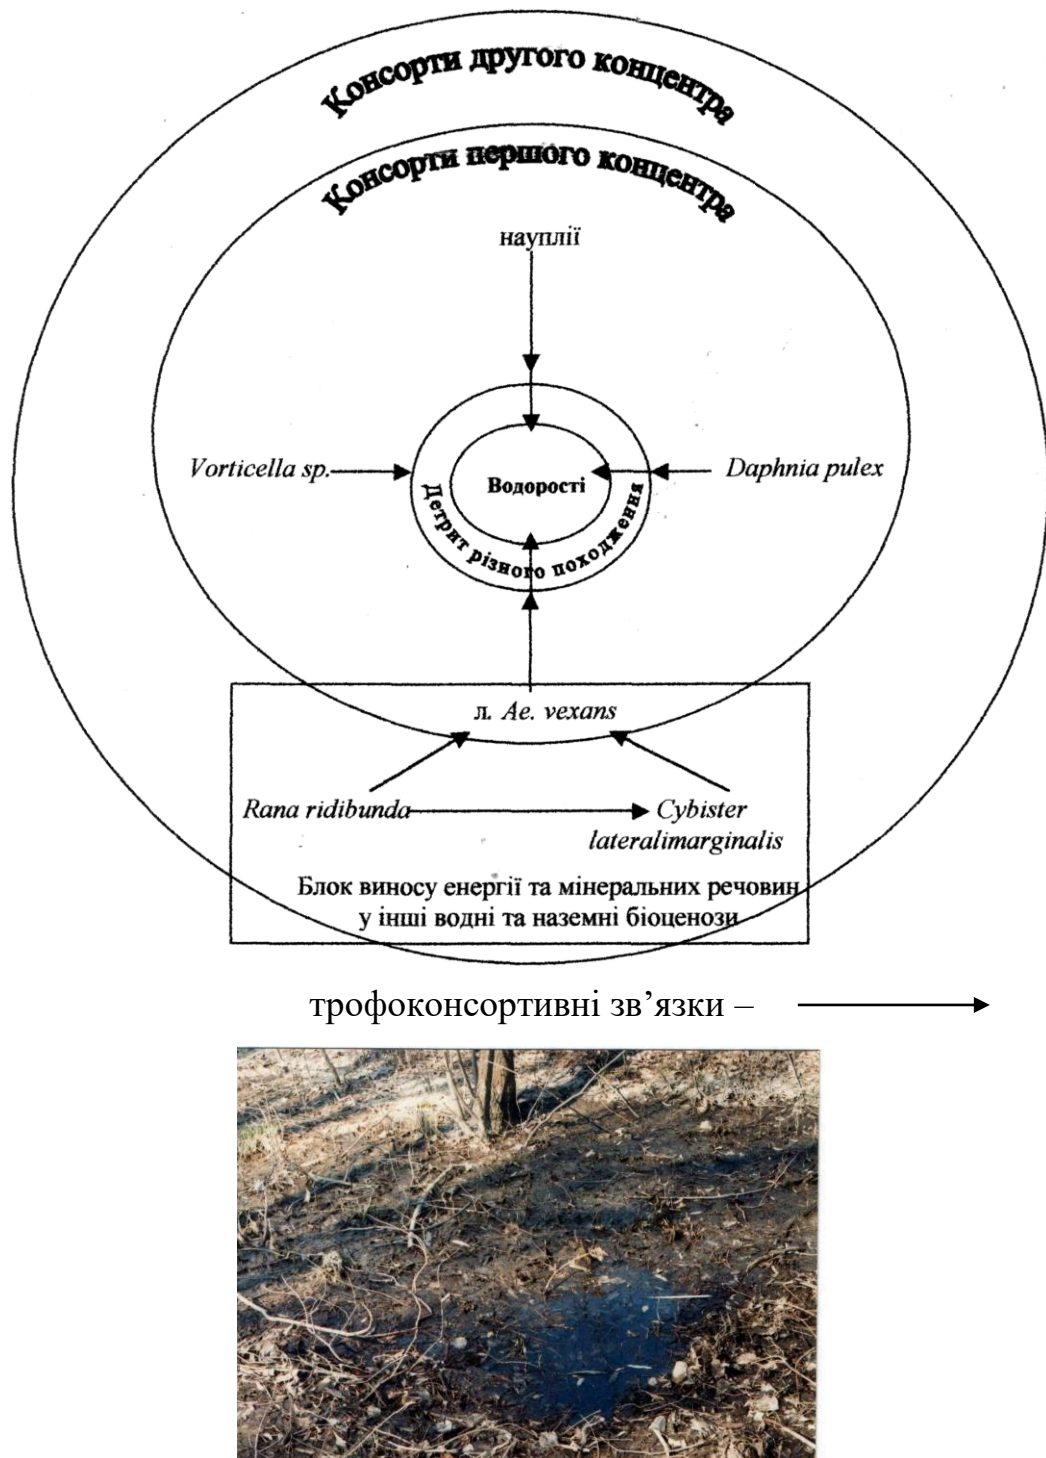 Консорти другого концентра
Консорти першого концентра
науплії
Vorticella sp.
Водорості
Daphnia pulex
Детрит різного походження
л. Ae. vexans
Rana ridibunda
Cybister
lateralimarginalis
Блок виносу енергії та мінеральних речовин
у інші водні та наземні біоценози
трофоконсортивні зв’язки –